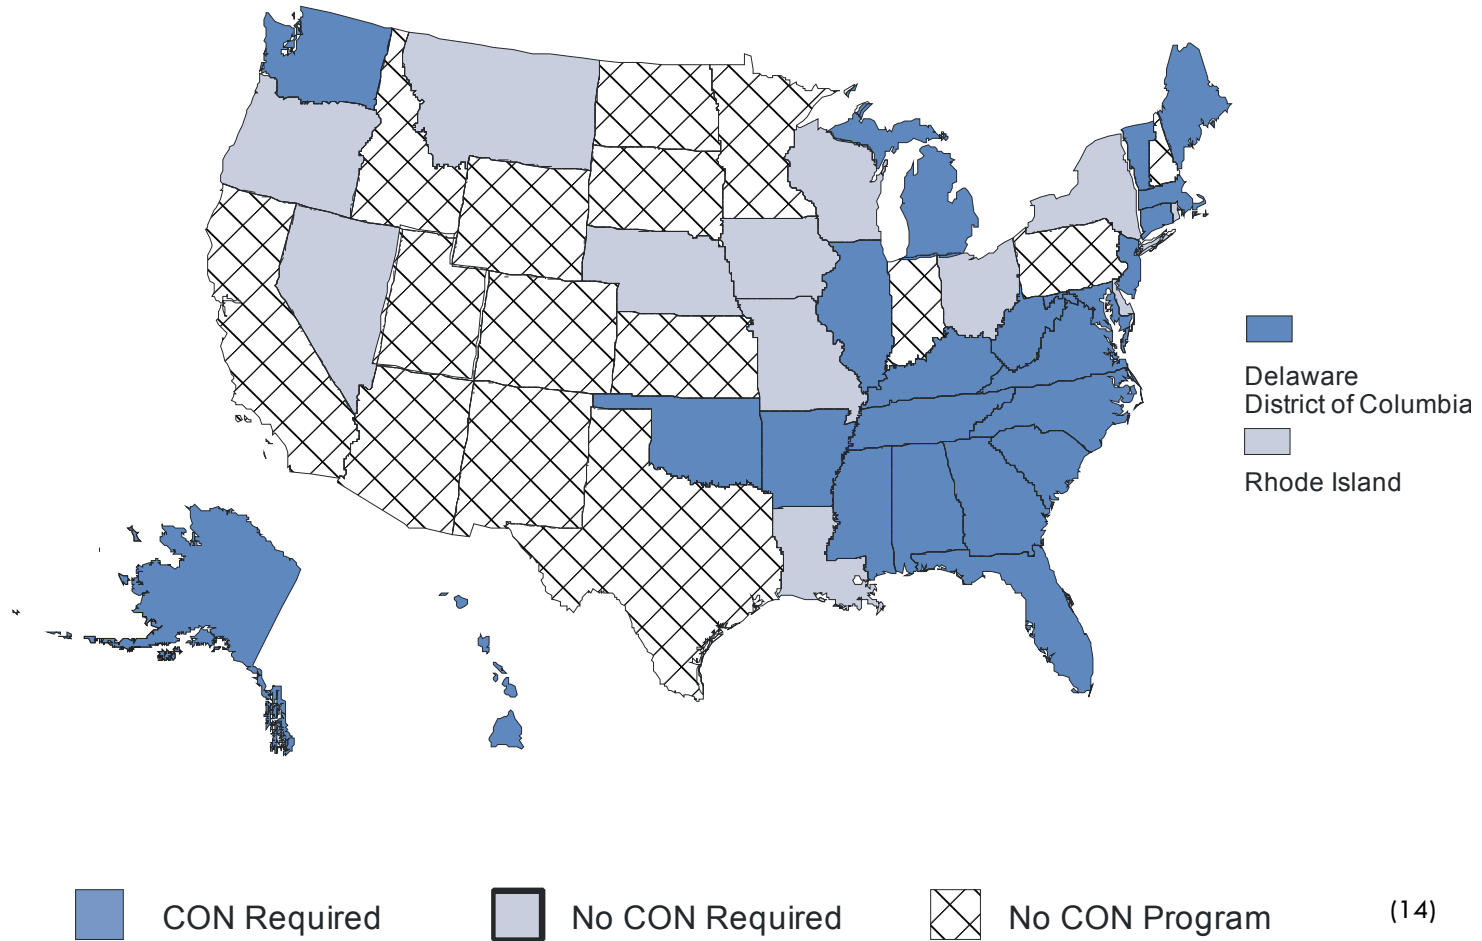 Delaware
District of Columbia
Rhode Island
CON Required
No CON Required
No CON Program
(14)